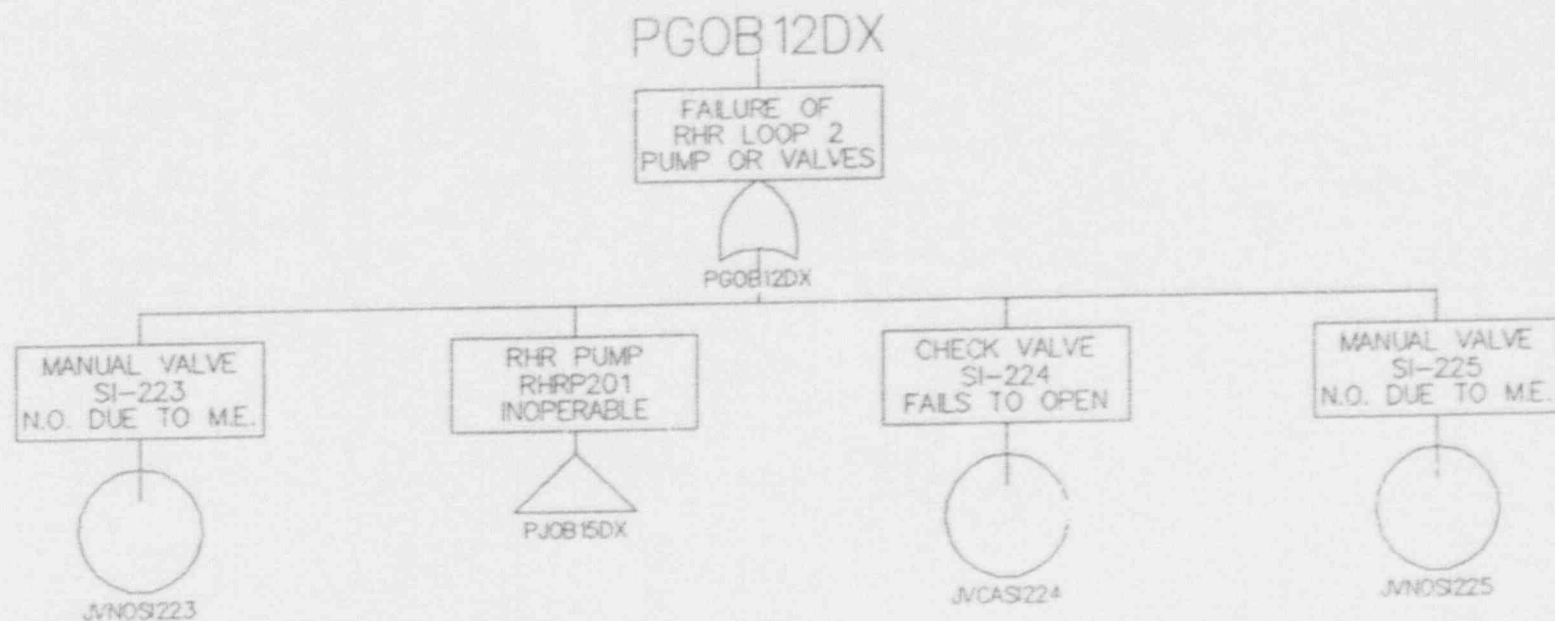 PGOB12DX
FAILURE OF
RHR LOOP 2
PUMP OR VALVES
PGOB12DX
MANUAL VALVE
SI-223
N.O. DUE TO M.E.
RHR PUMP
RHRP201
INOPERABLE
CHECK VALVE
SI-224
FAILS TO OPEN
MANUAL VALVE
SI-225
N.O. DUE TO M.E.
JVNOSI223
PJOB15DX
JVCASI224
JVNOSI225